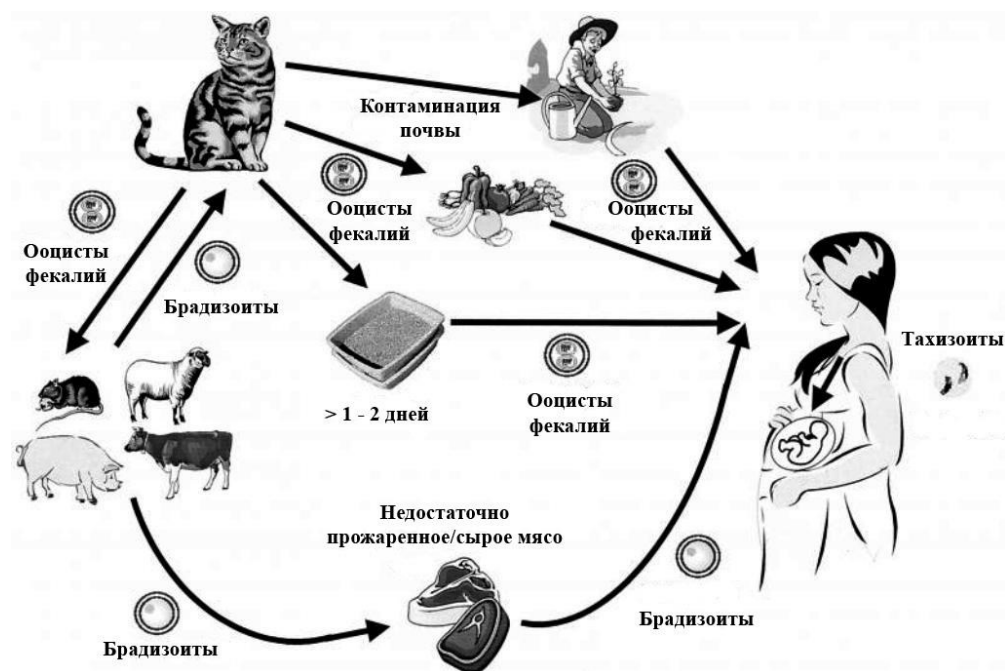 Контаминация
почвы
Ооцисты
фекалий
Ооцисты
фекалий
Ооцисты
фекалий
Брадизоиты
Тахизоиты
> 1 - 2 дней
Ооцисты
фекалий
Недостаточно
прожаренное/сырое мясо
Брадизоиты
Брадизоиты